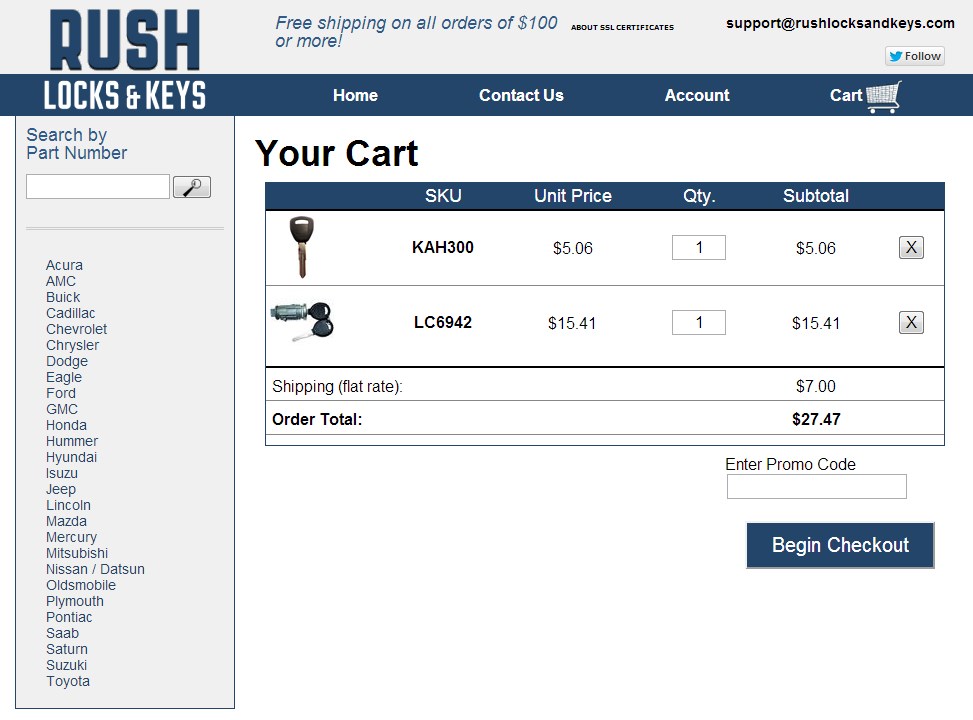 RUSH
LOCKS & KEYS
Free shipping on all orders of $100
or more!
ABOUT SSL CERTIFICATES
support@rushlocksandkeys.com
Follow
Home Contact Us Account Cart
Search by
Part Number
Acura
AMC
Buick
Cadillac
Chevrolet
Chrysler
Dodge
Eagle
Ford
GMC
Honda
Hummer
Hyundai
Isuzu
Jeep
Lincoln
Mazda
Mercury
Mitsubishi
Nissan / Datsun
Oldsmobile
Plymouth
Pontiac
Saab
Saturn
Suzuki
Toyota
Your Cart
SKU Unit Price Qty. Subtotal
KAH300 $5.06 1 $5.06 X
LC6942 $15.41 1 $15.41 X
Shipping (flat rate): $7.00
Order Total: $27.47
Enter Promo Code
Begin Checkout